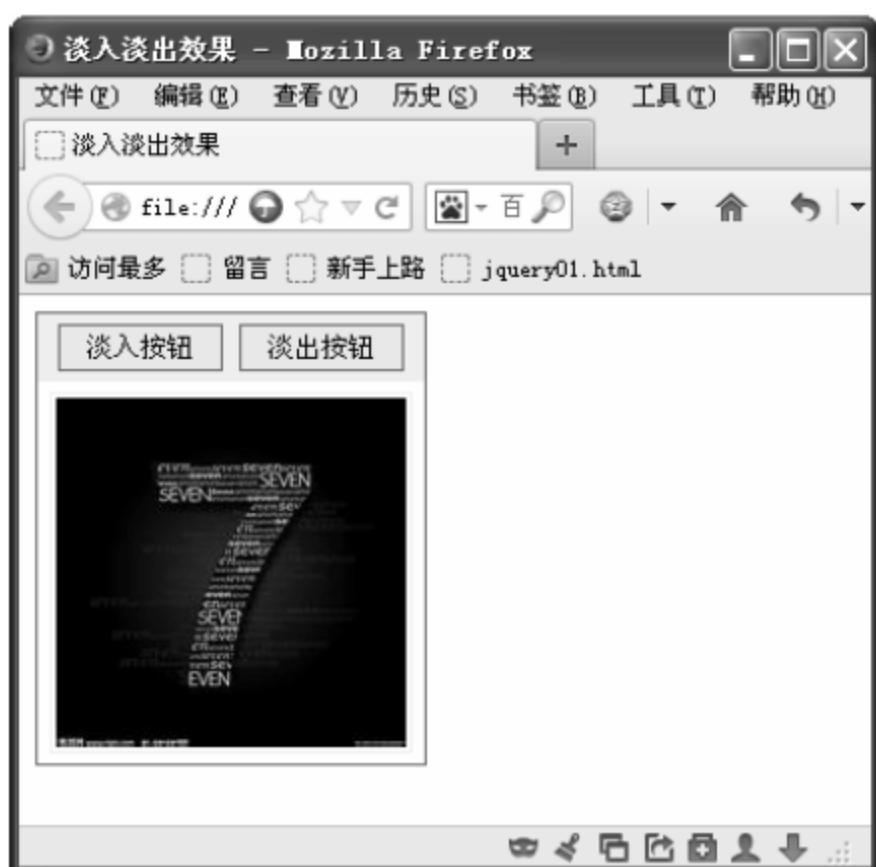 淡入淡出效果 - Mozilla Firefox
文件(F) 编辑(E) 查看(V) 历史(S) 书签(B) 工具(T) 帮助(H)
淡入淡出效果
file:/// 百
访问最多 留言 新手上路 jquery01.html
淡入按钮 淡出按钮
SEVEN
SEVEN
SEVEN
EVEN